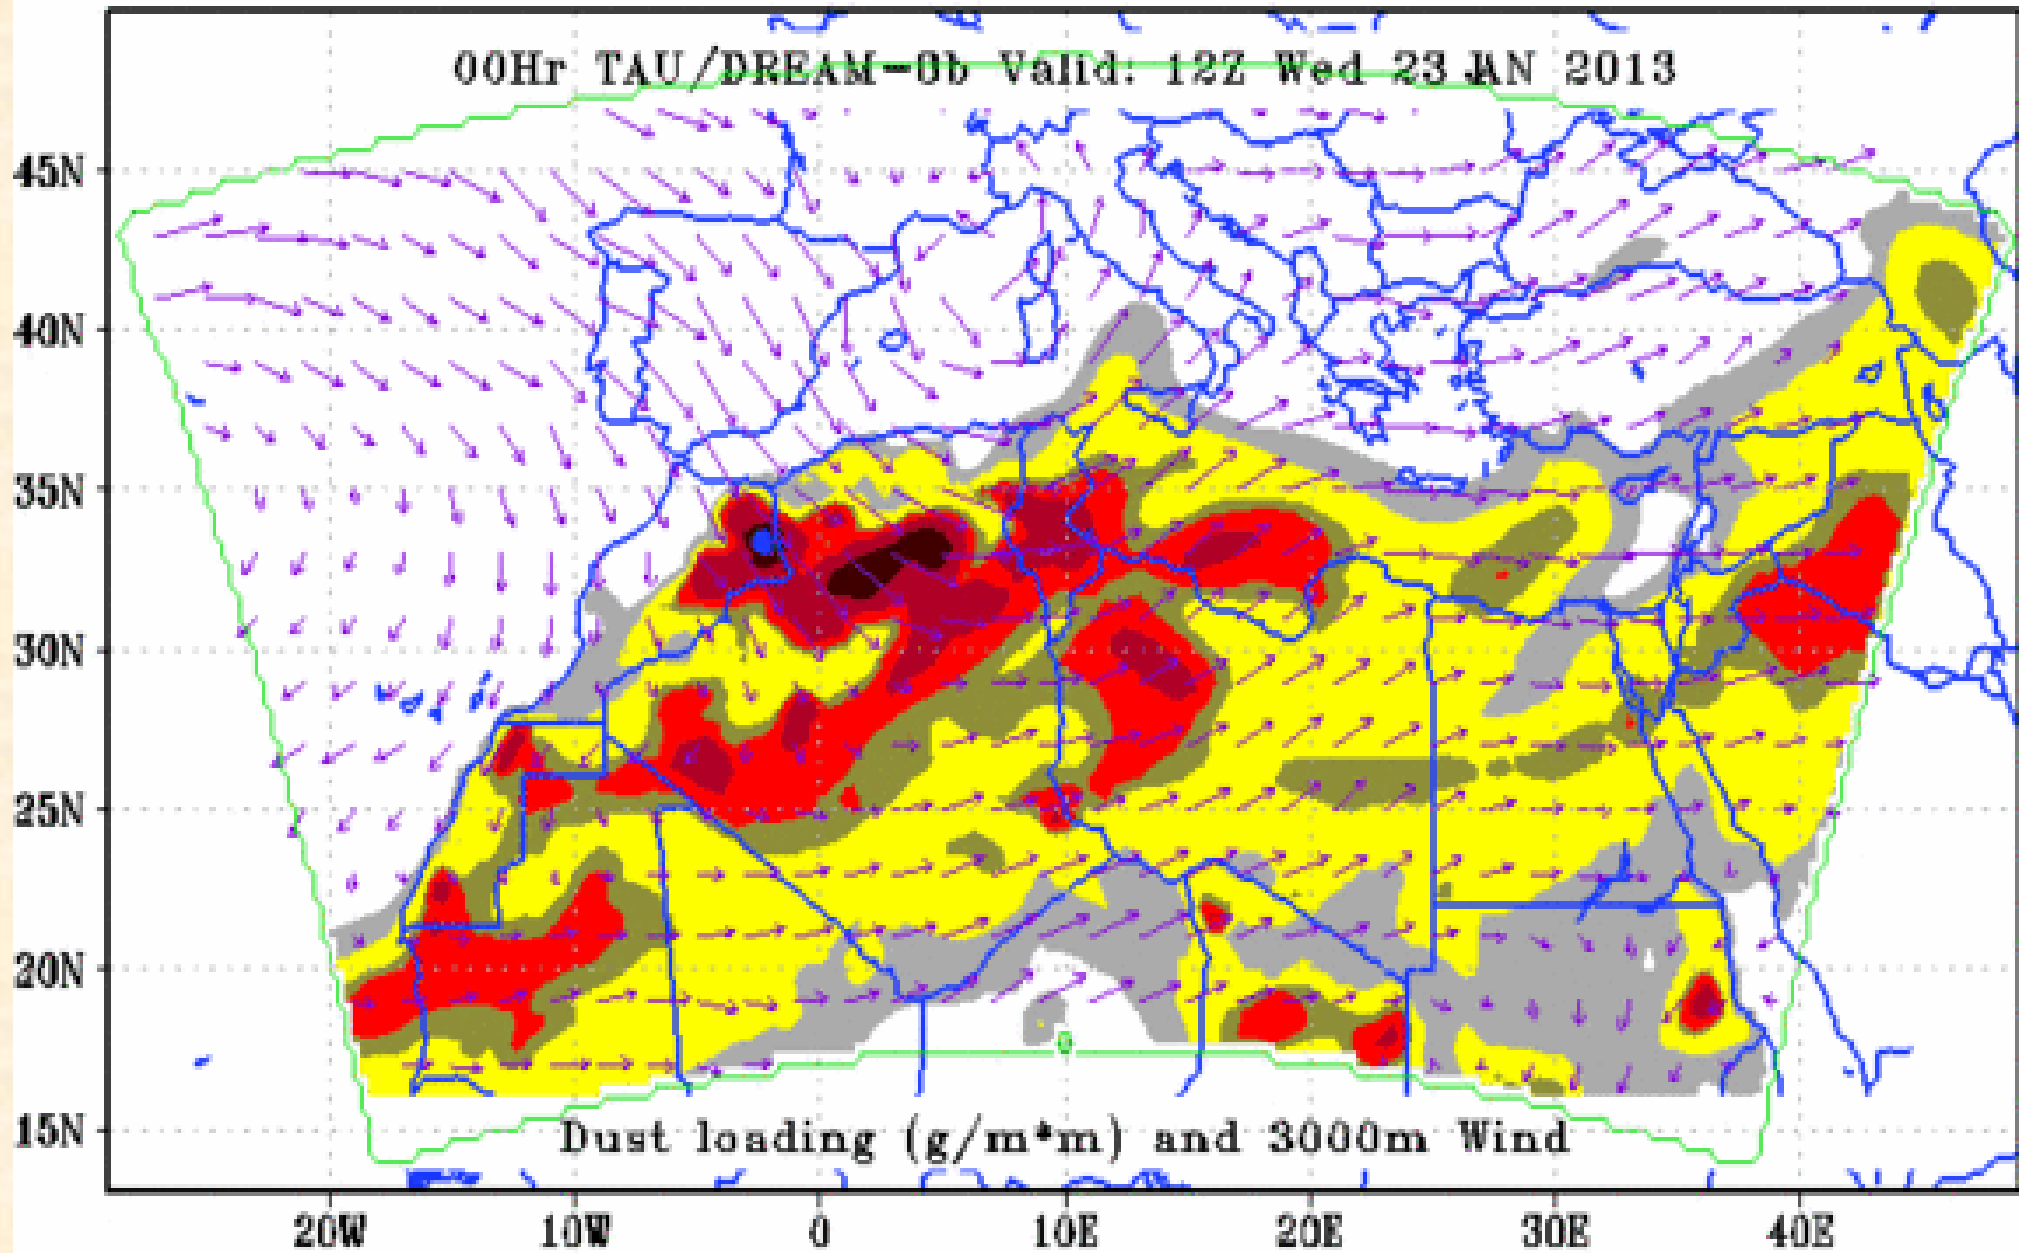 00Hr TAU/DREAM-8b Valid: 12Z Wed 23 JAN 2013
45N
40N
35N
30N
25N
20N
15N
0
Dust loading (g/m*m) and 3000m Wind
20W 10W 0 10E 20E 30E 40E